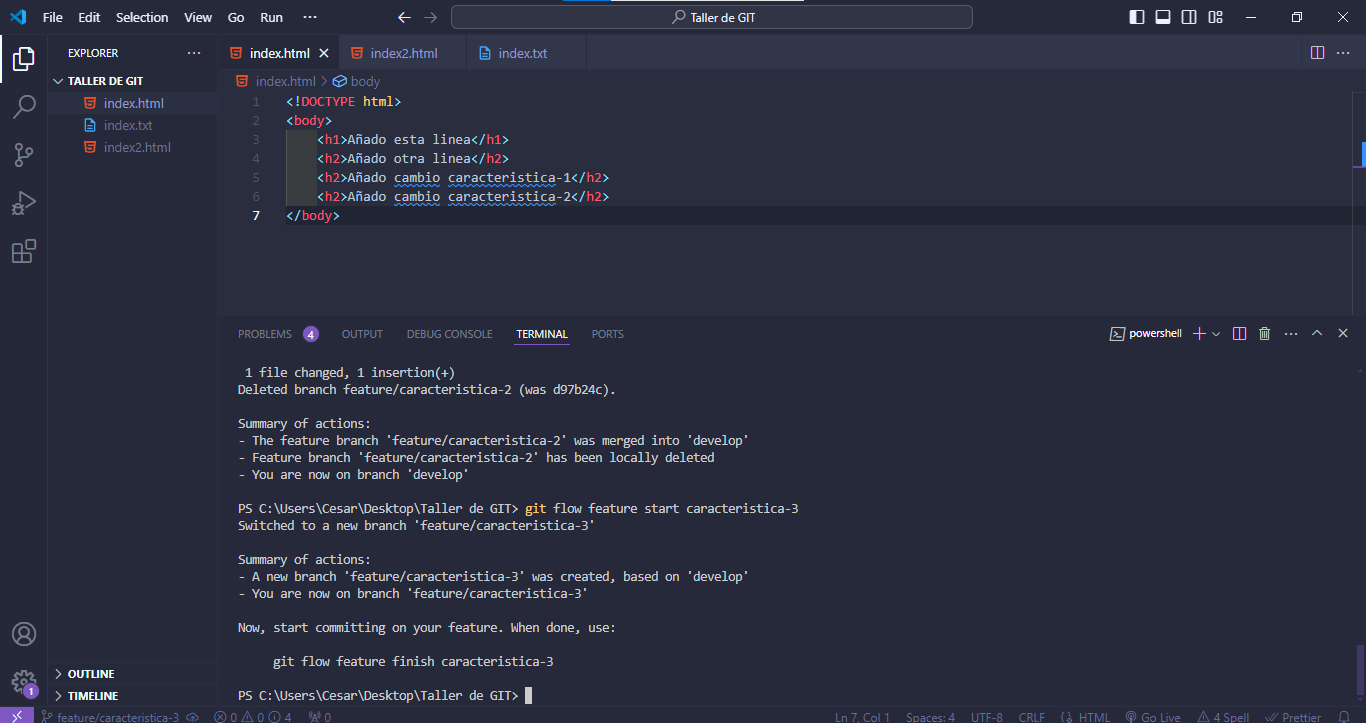 File Edit Selection View Go Run ··· Taller de GIT
EXPLORER ···
TALLER DE GIT
index.html
index.txt
index2.html
OUTLINE
TIMELINE
index.html index2.html index.txt
index.html > body
1 <!DOCTYPE html>
2 <body>
3 <h1>Añado esta linea</h1>
4 <h2>Añado otra linea</h2>
5 <h2>Añado cambio caracteristica-1</h2>
6 <h2>Añado cambio caracteristica-2</h2>
7 </body>
PROBLEMS 4 OUTPUT DEBUG CONSOLE TERMINAL PORTS powershell
1 file changed, 1 insertion(+)
Deleted branch feature/caracteristica-2 (was d97b24c).
Summary of actions:
- The feature branch 'feature/caracteristica-2' was merged into 'develop'
- Feature branch 'feature/caracteristica-2' has been locally deleted
- You are now on branch 'develop'
PS C:\Users\Cesar\Desktop\Taller de GIT> git flow feature start caracteristica-3
Switched to a new branch 'feature/caracteristica-3'
Summary of actions:
- A new branch 'feature/caracteristica-3' was created, based on 'develop'
- You are now on branch 'feature/caracteristica-3'
Now, start committing on your feature. When done, use:
git flow feature finish caracteristica-3
PS C:\Users\Cesar\Desktop\Taller de GIT>
1
feature/caracteristica-3 0 0 4 0 Ln 7, Col 1 Spaces: 4 UTF-8 CRLF {} HTML Go Live 4 Spell Prettier